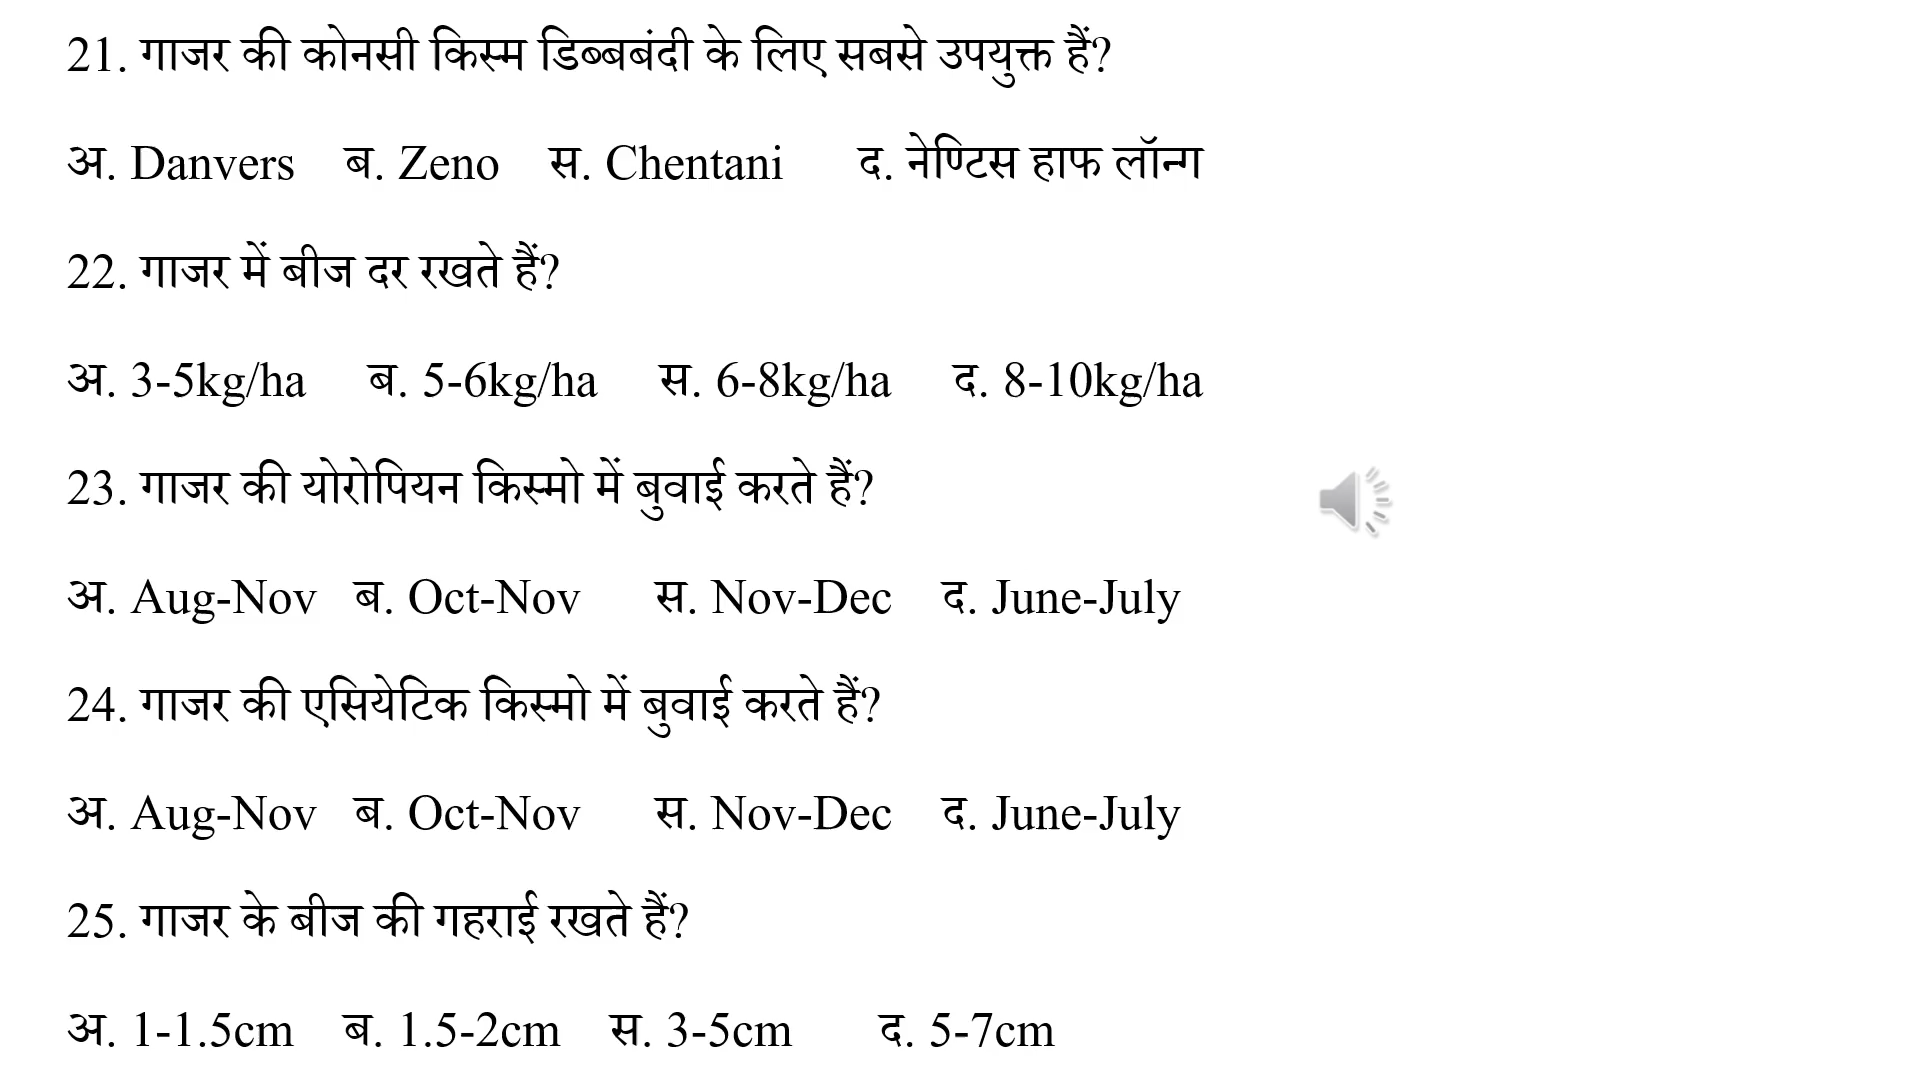 21. गाजर की कोनसी किस्म डिब्बबंदी के लिए सबसे उपयुक्त हैं?
अ. Danvers ब. Zeno स. Chentani द. नेण्टिस हाफ लॉन्ग
22. गाजर में बीज दर रखते हैं?
अ. 3-5kg/ha ब. 5-6kg/ha स. 6-8kg/ha द. 8-10kg/ha
23. गाजर की योरोपियन किस्मो में बुवाई करते हैं?
अ. Aug-Nov ब. Oct-Nov स. Nov-Dec द. June-July
24. गाजर की एसियेटिक किस्मो में बुवाई करते हैं?
अ. Aug-Nov ब. Oct-Nov स. Nov-Dec द. June-July
25. गाजर के बीज की गहराई रखते हैं?
अ. 1-1.5cm ब. 1.5-2cm स. 3-5cm द. 5-7cm